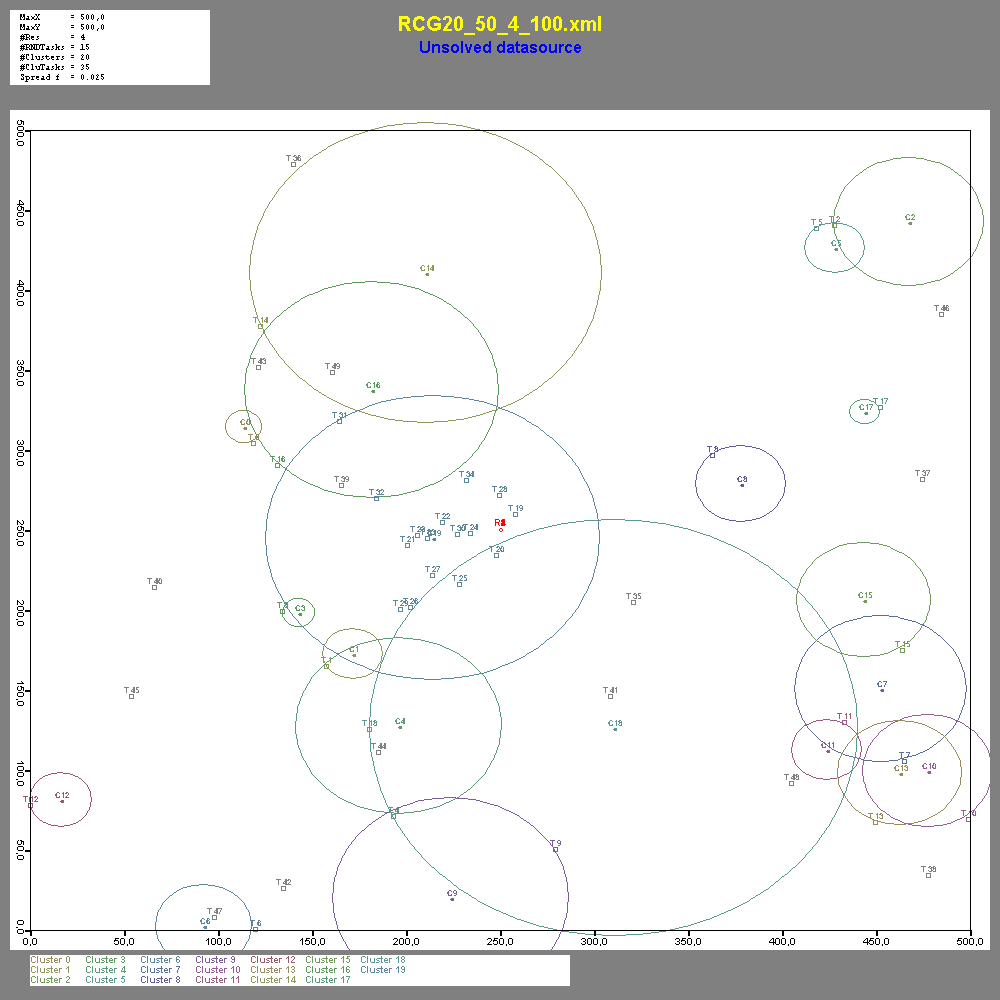 MaxX = 500,0
MaxY = 500,0
#Res = 4
#RNDTasks = 15
#Clusters = 20
#CluTasks = 35
Spread f = 0.025
RCG20_50_4_100.xml
Unsolved datasource
500,0
450,0
400,0
350,0
300,0
250,0
200,0
150,0
100,0
50,0
0,0
T 36
T 5 T 2 C2
C5
C14
T 46
T 14
T 43 T 49
C16
T 31 C17 T 17
C0
T 0
T 16 T 8
T 39 T 34 T 37
T 32 T 28 C8
T 22 T 19
R3
T 30 T 24
T 21 C19
T 20
T 27
T 40 T 25
T 26 T 35 C15
T 3 C3
C1 T 15
T 1
T 45 T 41 C7
T 11
T 18 C4 C18
T 44 C11
T 7
C13 C10
T 48
T 12 C12
T 4 T 13 T 10
T 9
T 38
T 42
C9
T 47
C6 T 6
0,0 50,0 100,0 150,0 200,0 250,0 300,0 350,0 400,0 450,0 500,0
Cluster 0 Cluster 3 Cluster 6 Cluster 9 Cluster 12 Cluster 15 Cluster 18
Cluster 1 Cluster 4 Cluster 7 Cluster 10 Cluster 13 Cluster 16 Cluster 19
Cluster 2 Cluster 5 Cluster 8 Cluster 11 Cluster 14 Cluster 17